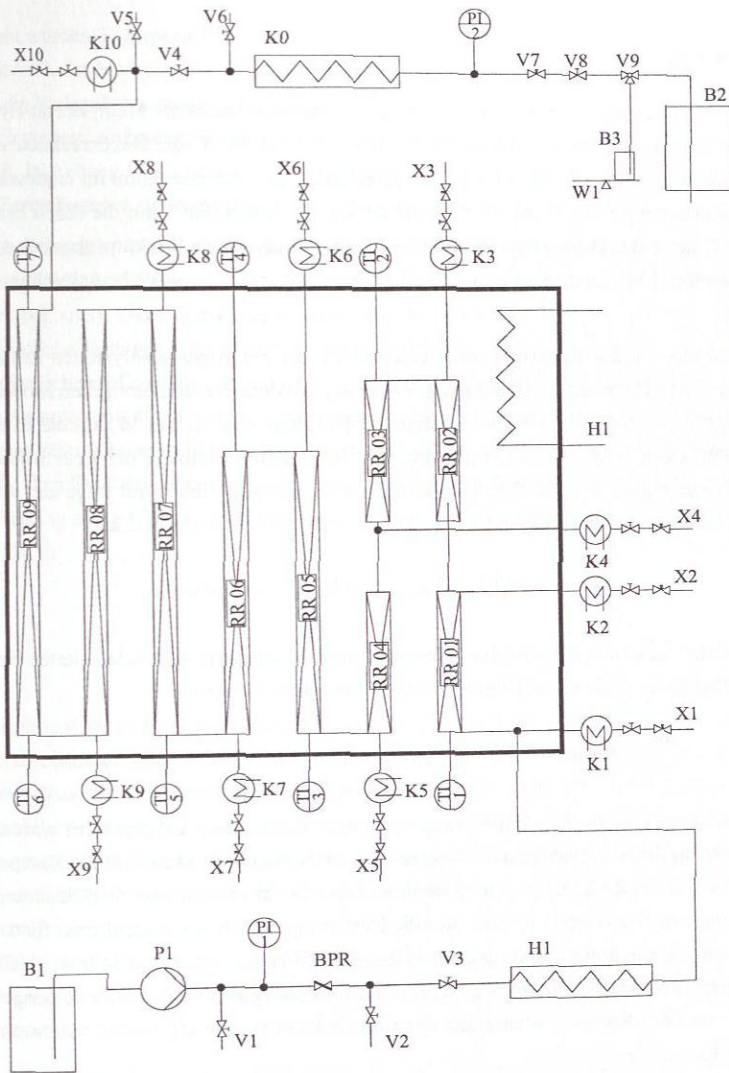 V5
V6
K0
PI
2
X10
K10
V4
V7
V8
V9
B2
B3
W1
X8
X6
X3
TI
7
K8
TI
4
K6
TI
2
K3
H1
RR 09
RR 08
RR 07
RR 06
RR 05
RR 03
RR 02
RR 04
RR 01
X4
K4
X2
K2
X1
K1
TI
6
K9
TI
5
K7
TI
3
K5
TI
1
X9
X7
X5
B1
P1
PI
BPR
V3
H1
V1
V2